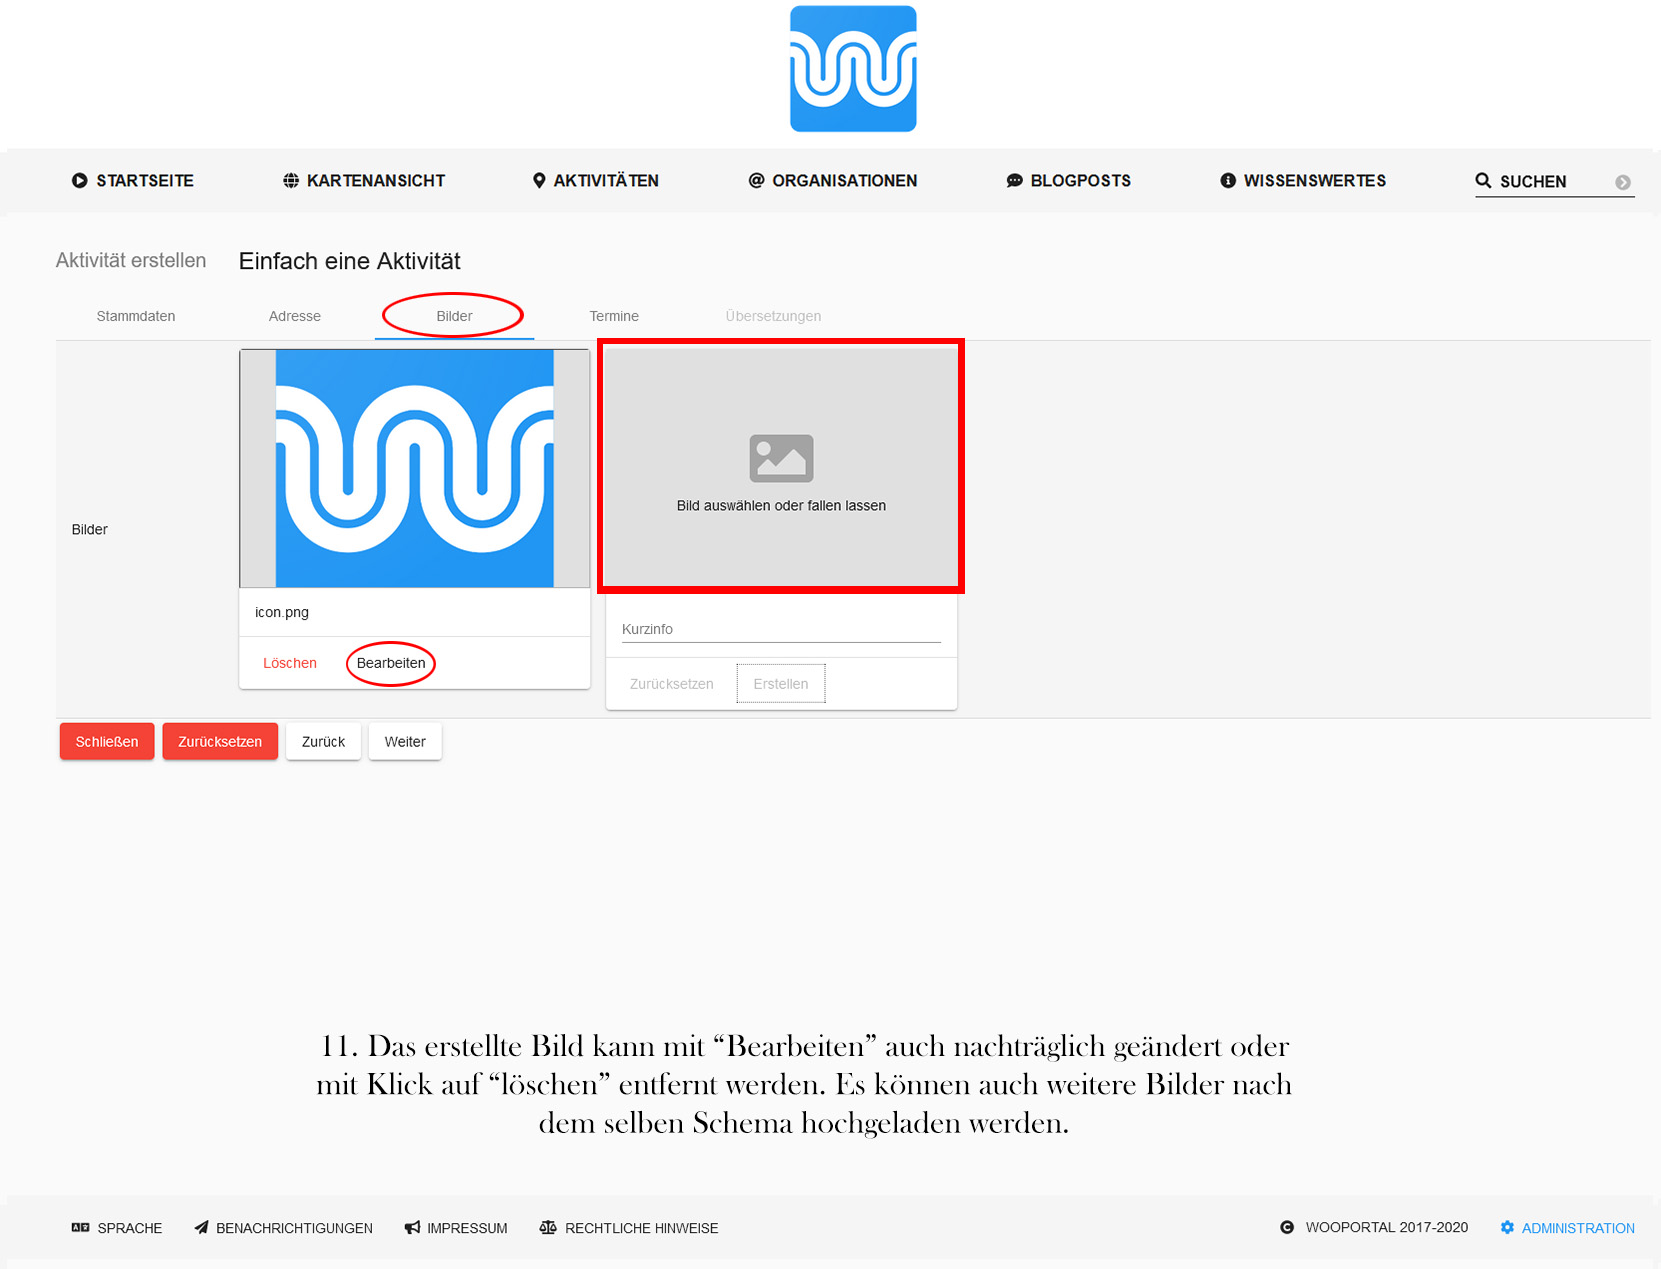 STARTSEITE KARTENANSICHT AKTIVITÄTEN ORGANISATIONEN BLOGPOSTS WISSENSWERTES SUCHEN
Aktivität erstellen Einfach eine Aktivität
Stammdaten Adresse Bilder Termine Übersetzungen
Bild auswählen oder fallen lassen
Bilder
icon.png
Kurzinfo
Löschen Bearbeiten
Zurücksetzen Erstellen
Schließen Zurücksetzen Zurück Weiter
11. Das erstellte Bild kann mit “Bearbeiten” auch nachträglich geändert oder
mit Klick auf “löschen” entfernt werden. Es können auch weitere Bilder nach
dem selben Schema hochgeladen werden.
SPRACHE BENACHRICHTIGUNGEN IMPRESSUM RECHTLICHE HINWEISE WOOPORTAL 2017-2020 ADMINISTRATION